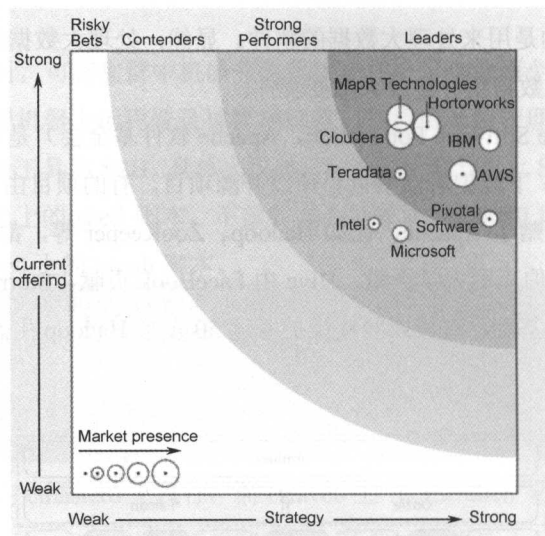 Risky
Bets
Contenders
Strong
Performers
Leaders
Strong
MapR Technologles
Hortorworks
Cloudera
IBM
Teradata
AWS
Pivotal
Software
Intel
Microsoft
Current
offering
Market presence
Weak
Weak
Strategy
Strong